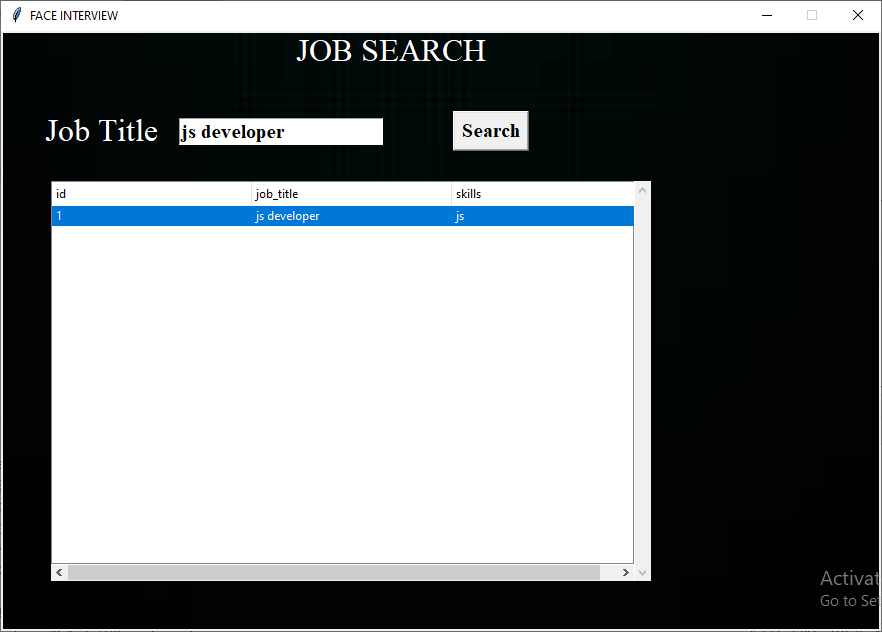 FACE INTERVIEW
JOB SEARCH
Job Title js developer Search
id job_title skills
1 js developer js
Activat
Go to Set